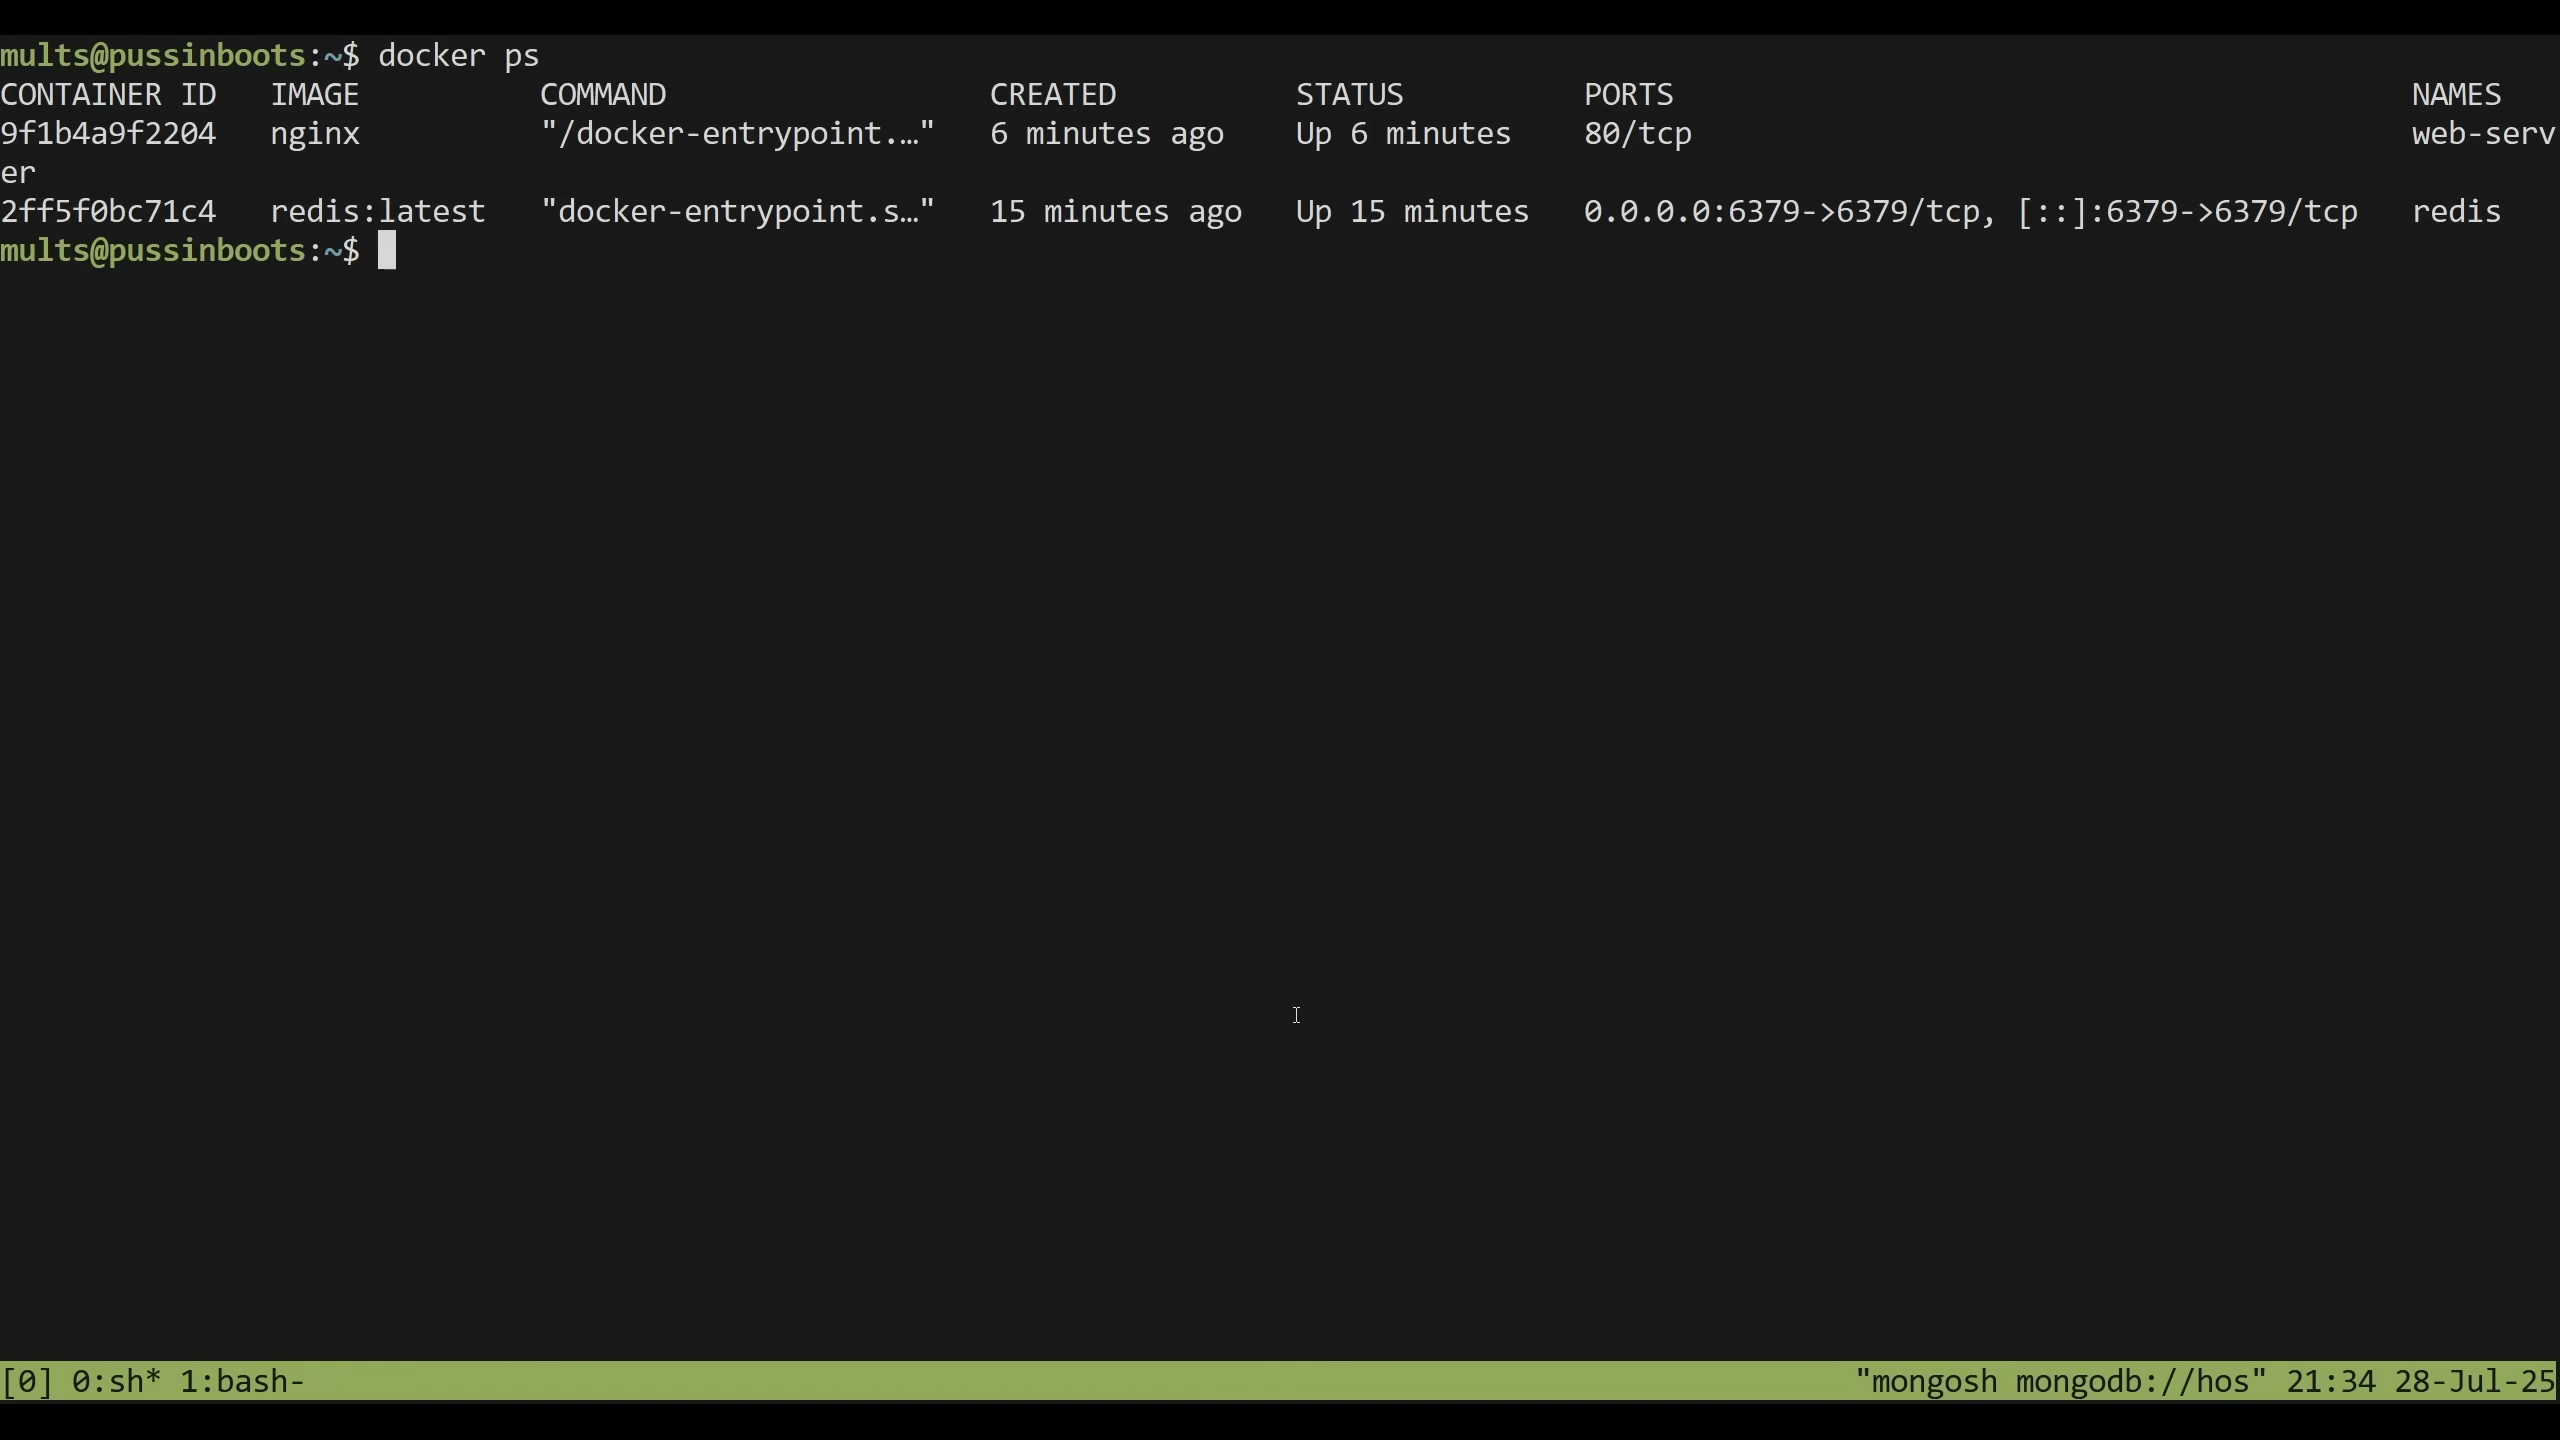 mults@pussinboots:~$ docker ps
CONTAINER ID   IMAGE          COMMAND                  CREATED          STATUS          PORTS                                         NAMES
9f1b4a9f2204   nginx          "/docker-entrypoint.…"   6 minutes ago    Up 6 minutes    80/tcp                                        web-serv
er
2ff5f0bc71c4   redis:latest   "docker-entrypoint.s…"   15 minutes ago   Up 15 minutes   0.0.0.0:6379->6379/tcp, [::]:6379->6379/tcp   redis
mults@pussinboots:~$
[0] 0:sh* 1:bash- "mongosh mongodb://hos" 21:34 28-Jul-25